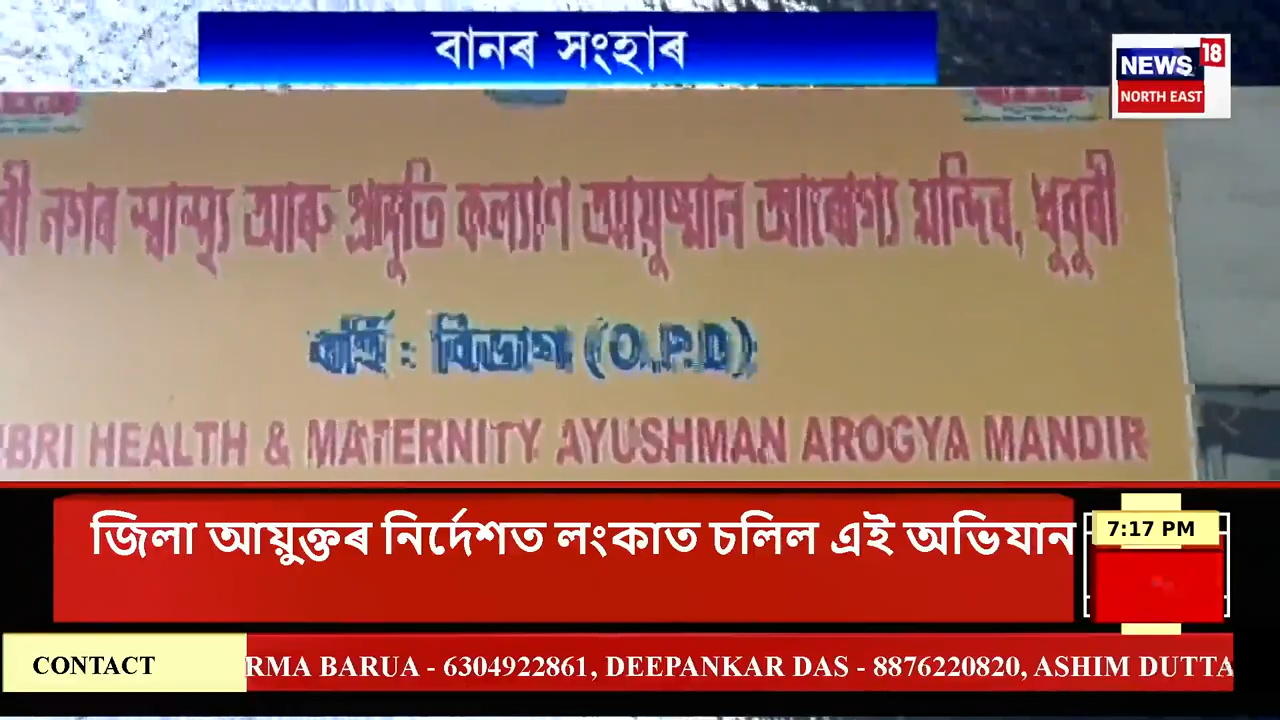 বানৰ সংহাৰ
NEWS 18
NORTH EAST
ৰী নগৰ স্বাস্থ্য আৰু প্ৰসূতি কল্যাণ আয়ুষ্মান আৰোগ্য মন্দিৰ, ধুবুৰী
বৰ্হি : বিভাগ (O.P.D)
BRI HEALTH & MATERNITY AYUSHMAN AROGYA MANDIR
জিলা আয়ুক্তৰ নিৰ্দেশত লংকাত চলিল এই অভিযান
7:17 PM
CONTACT
RMA BARUA - 6304922861, DEEPANKAR DAS - 8876220820, ASHIM DUTTA